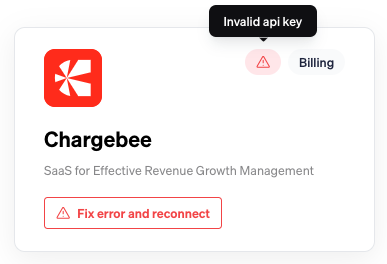 Invalid api key
Billing
Chargebee
SaaS for Effective Revenue Growth Management
Fix error and reconnect